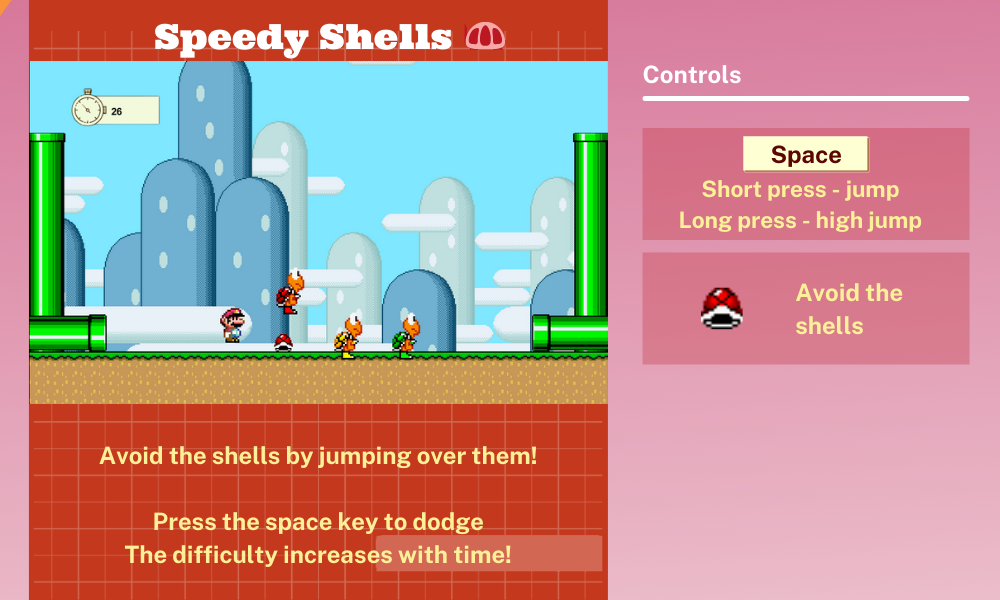 Speedy Shells
26
Avoid the shells by jumping over them!
Press the space key to dodge
The difficulty increases with time!
Controls
Space
Short press - jump
Long press - high jump
Avoid the
shells